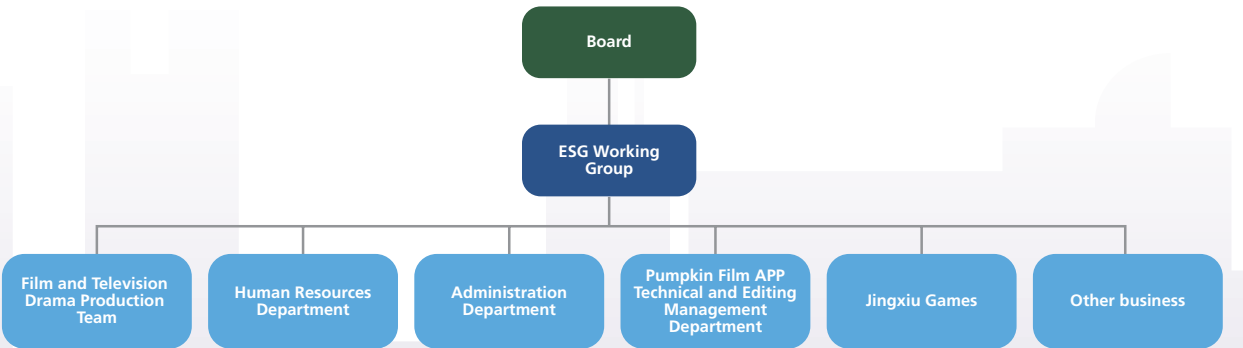 Board
ESG Working
Group
Film and Television
Drama Production
Team
Human Resources
Department
Administration
Department
Pumpkin Film APP
Technical and Editing
Management
Department
Jingxiu Games
Other business